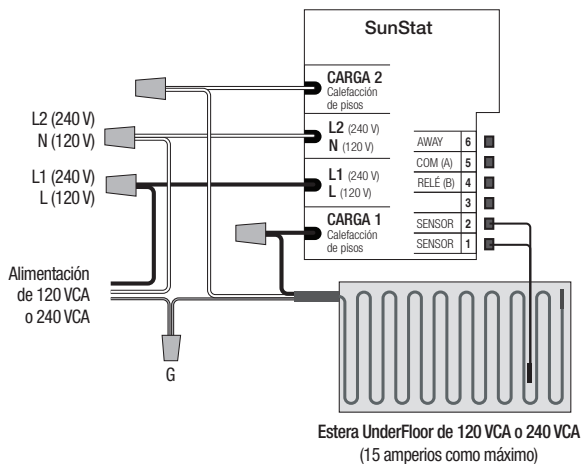 SunStat
CARGA 2
Calefacción
de pisos
L2 (240 V)
N (120 V)
L2 (240 V)
N (120 V)
L1 (240 V)
L (120 V)
L1 (240 V)
L (120 V)
CARGA 1
Calefacción
de pisos
AWAY 6
COM (A) 5
RELÉ (B) 4
3
SENSOR 2
SENSOR 1
Alimentación
de 120 VCA
o 240 VCA
G
Estera UnderFloor de 120 VCA o 240 VCA
(15 amperios como máximo)